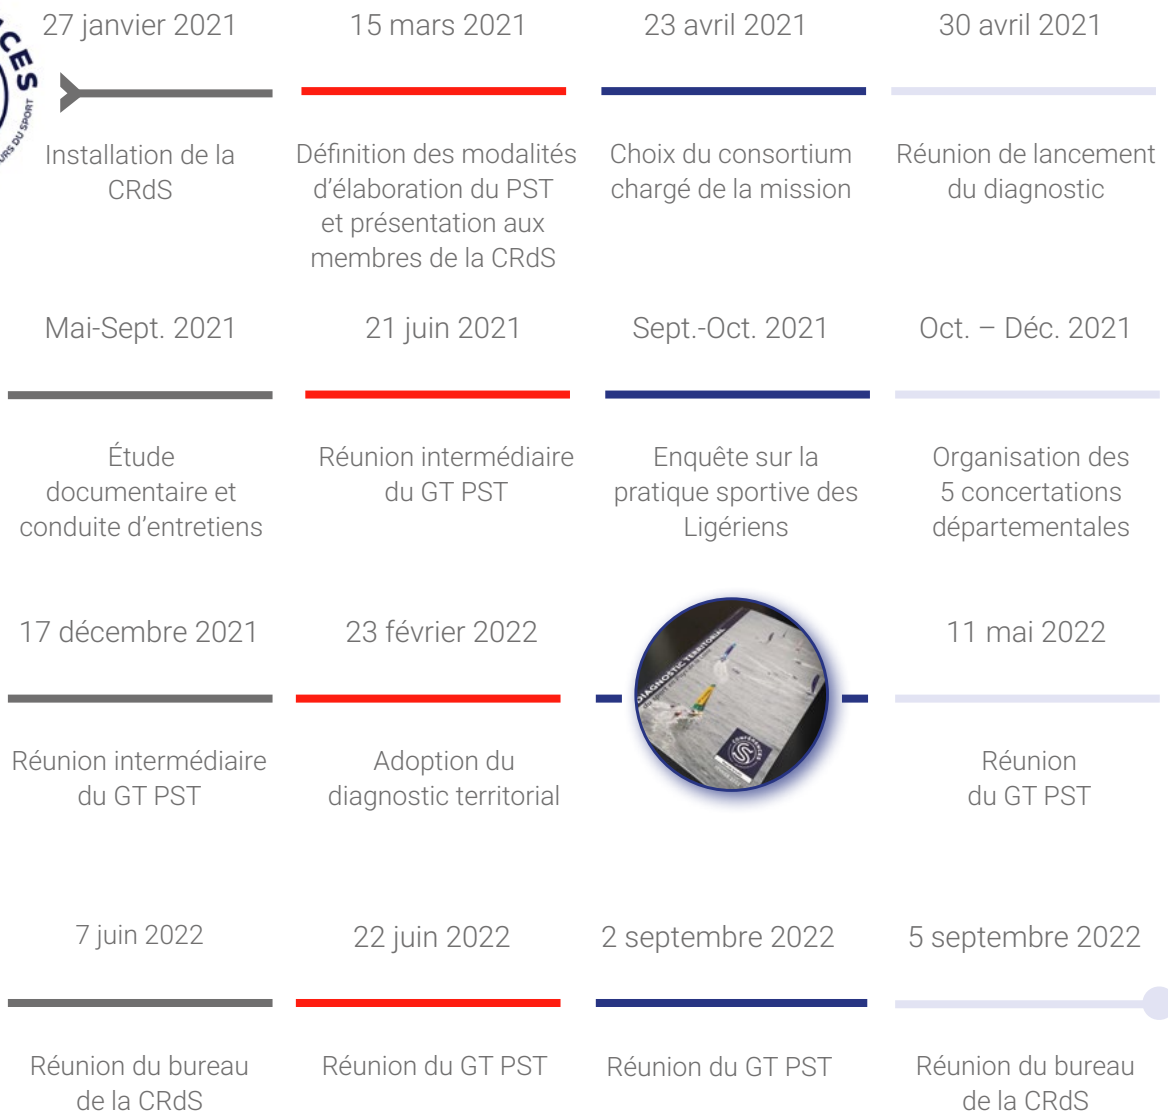 CES
RS DU SPORT
27 janvier 2021
15 mars 2021
23 avril 2021
30 avril 2021
Installation de la
CRdS
Définition des modalités
d’élaboration du PST
et présentation aux
membres de la CRdS
Choix du consortium
chargé de la mission
Réunion de lancement
du diagnostic
Mai-Sept. 2021
21 juin 2021
Sept.-Oct. 2021
Oct. – Déc. 2021
Étude
documentaire et
conduite d’entretiens
Réunion intermédiaire
du GT PST
Enquête sur la
pratique sportive des
Ligériens
Organisation des
5 concertations
départementales
17 décembre 2021
23 février 2022
DIAGNOSTIC TERRITORIAL
CONFÉRENCES
11 mai 2022
Réunion intermédiaire
du GT PST
Adoption du
diagnostic territorial
Réunion
du GT PST
7 juin 2022
22 juin 2022
2 septembre 2022
5 septembre 2022
Réunion du bureau
de la CRdS
Réunion du GT PST
Réunion du GT PST
Réunion du bureau
de la CRdS